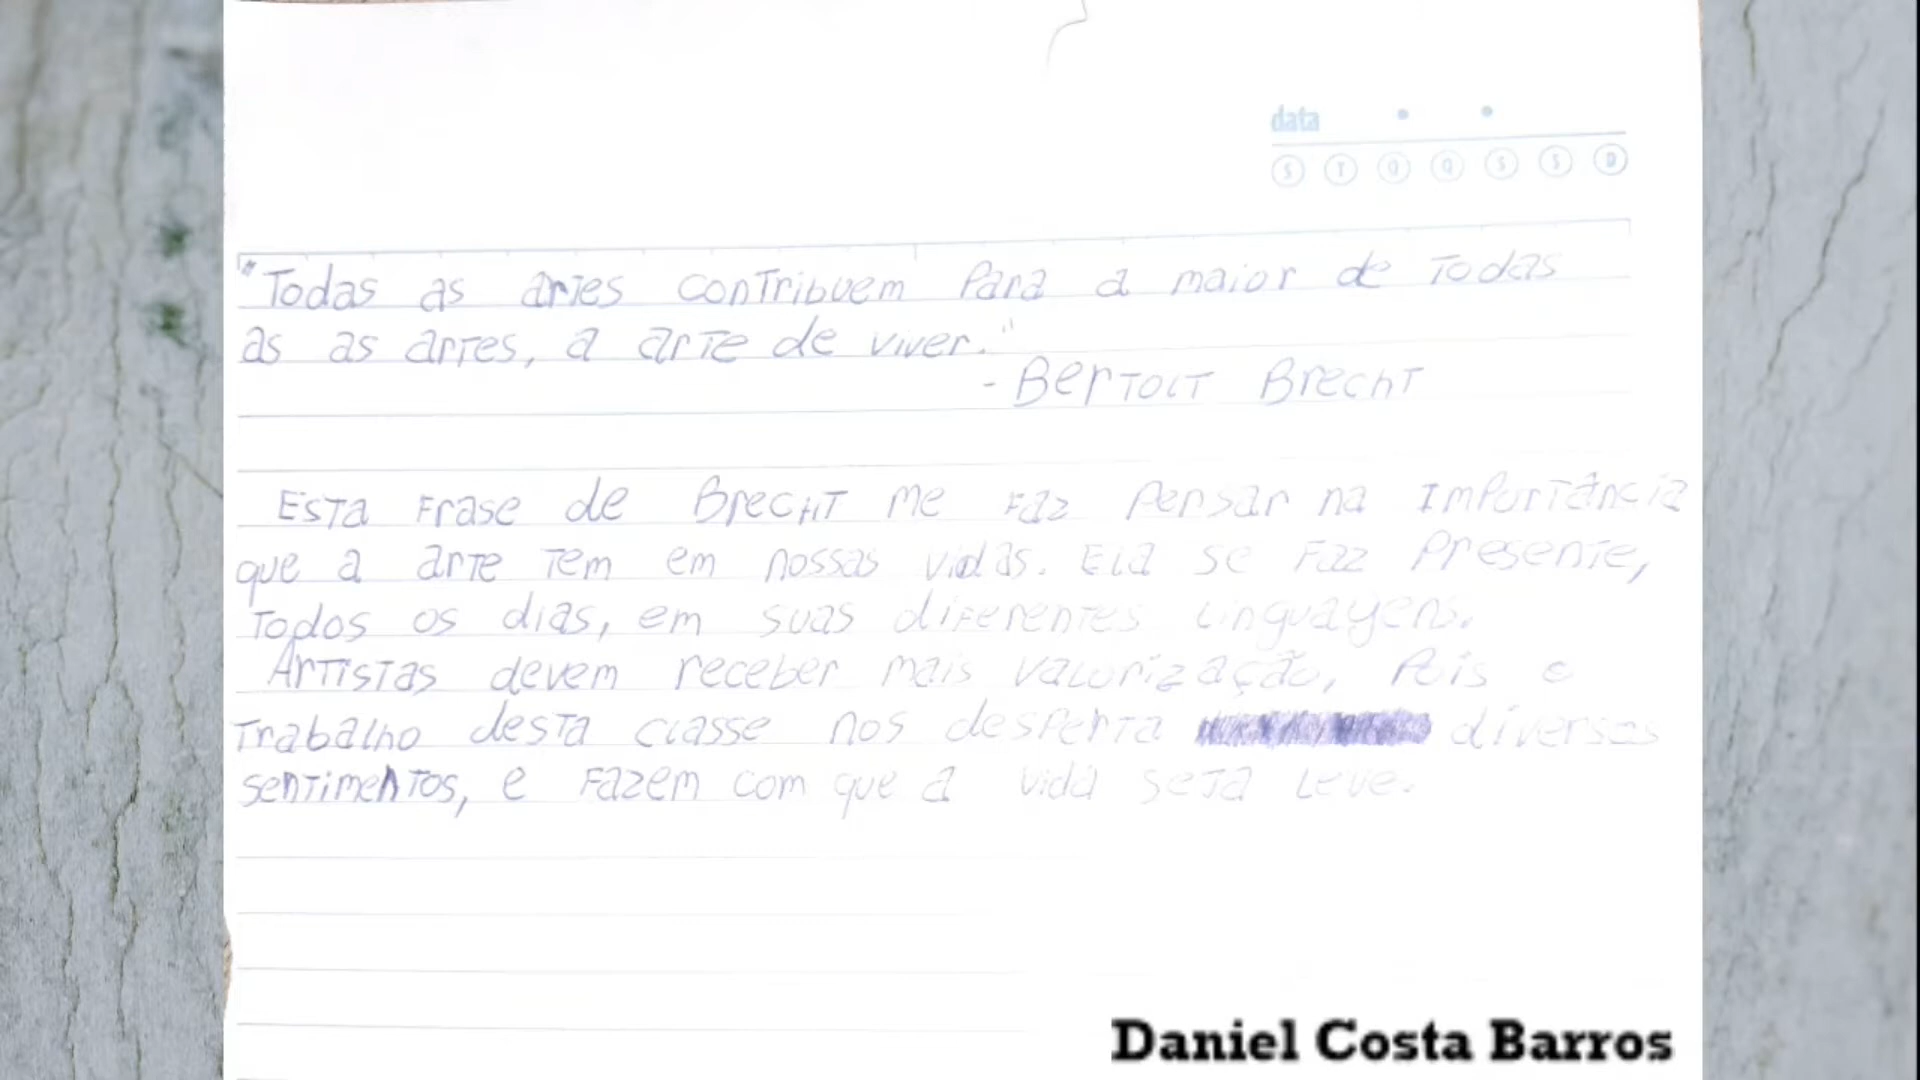 data
S T Q Q S S D
"Todas as artes contribuem para a maior de todas
as as artes, a arte de viver."
- Bertolt Brecht
Esta frase de Brecht me faz pensar na importância
que a arte tem em nossas vidas. Ela se faz presente,
todos os dias, em suas diferentes linguagens.
Artistas devem receber mais valorização, pois o
trabalho desta classe nos desperta diversos
sentimentos, e fazem com que a vida seja leve.
Daniel Costa Barros